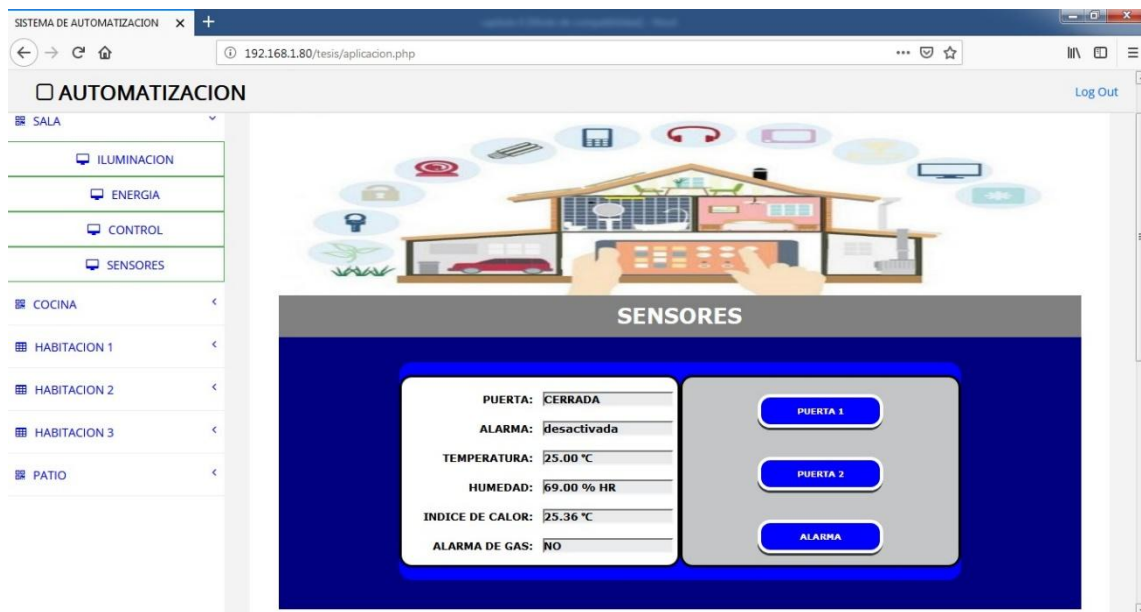 SISTEMA DE AUTOMATIZACION
192.168.1.80/tesis/aplicacion.php
AUTOMATIZACION
Log Out
SALA
ILUMINACION
ENERGIA
CONTROL
SENSORES
COCINA
HABITACION 1
HABITACION 2
HABITACION 3
PATIO
SENSORES
PUERTA: CERRADA
ALARMA: desactivada
TEMPERATURA: 25.00 °C
HUMEDAD: 69.00 % HR
INDICE DE CALOR: 25.36 °C
ALARMA DE GAS: NO
PUERTA 1
PUERTA 2
ALARMA